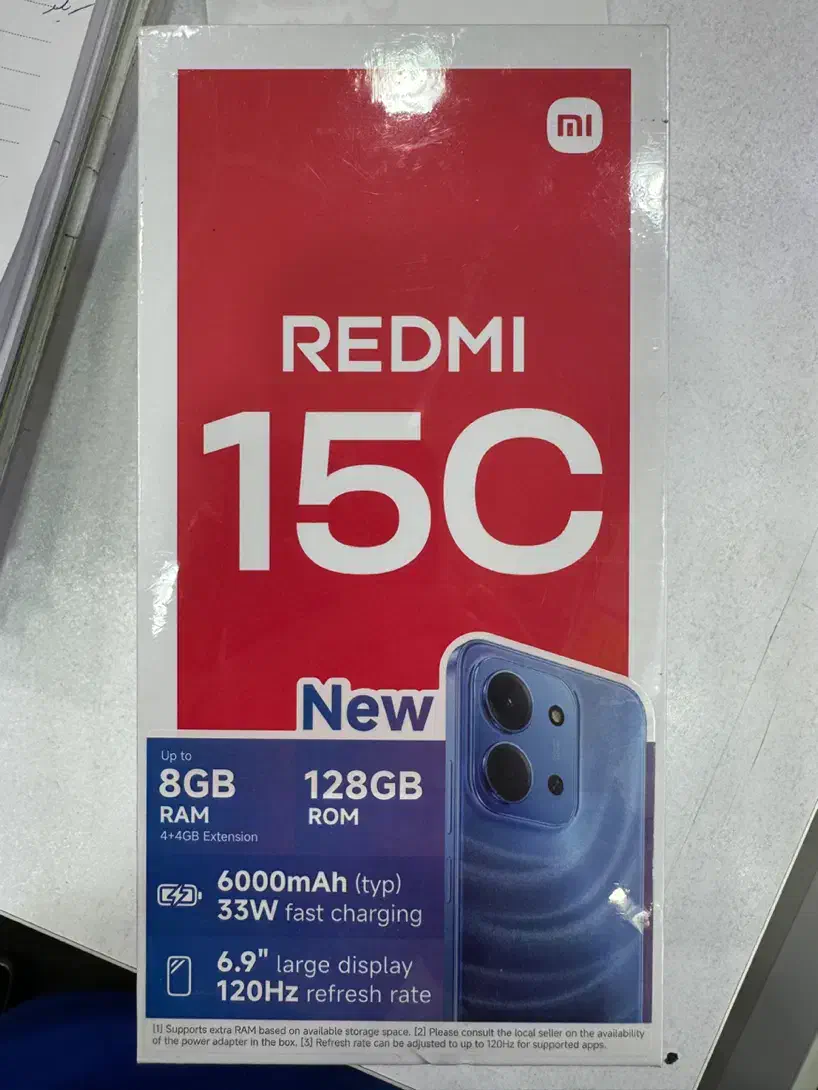 mi
REDMI
15C
New
Up to
8GB
RAM
4+4GB Extension
128GB
ROM
6000mAh (typ)
33W fast charging
6.9" large display
120Hz refresh rate
[1] Supports extra RAM based on available storage space. [2] Please consult the local seller on the availability
of the power adapter in the box. [3] Refresh rate can be adjusted to up to 120Hz for supported apps.